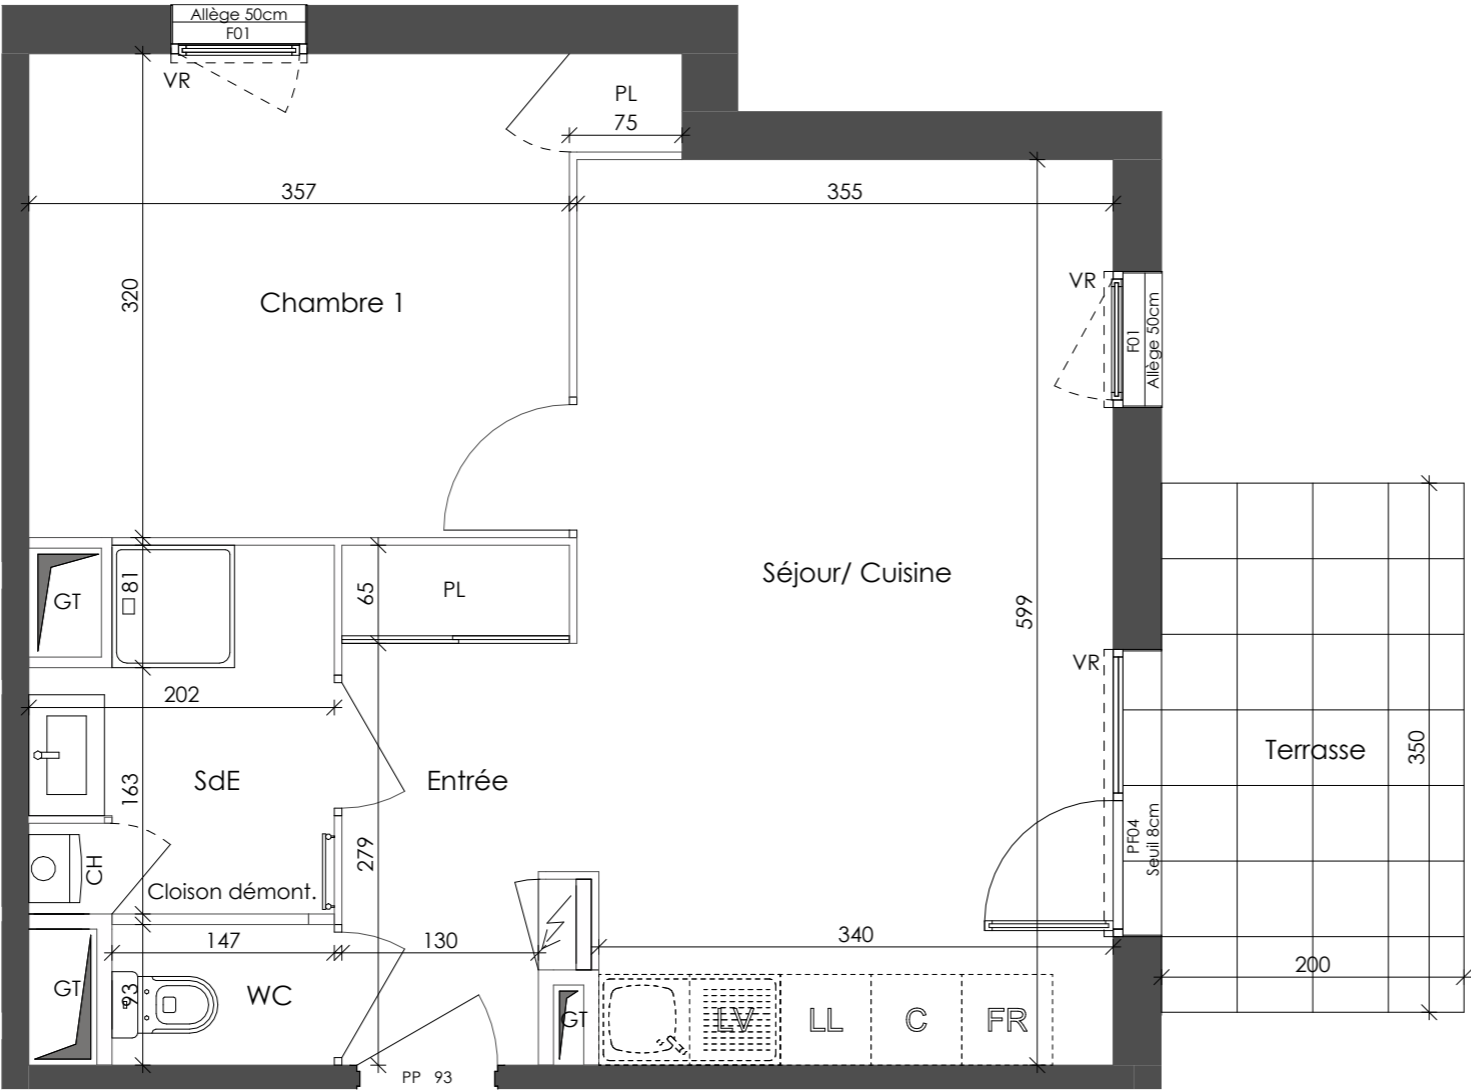 Allège 50cm
F01
VR
PL
75
357
355
320
Chambre 1
VR
F01
Allège 50cm
81
GT
65
PL
Séjour/ Cuisine
599
VR
202
Terrasse
350
SdE
Entrée
163
PF04
Seuil 8cm
279
CH
Cloison démont.
147
130
340
200
GT
93
WC
GT
LV
LL
C
FR
PP 93